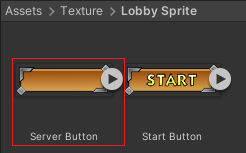 Assets > Texture > Lobby Sprite
START
Server Button
Start Button